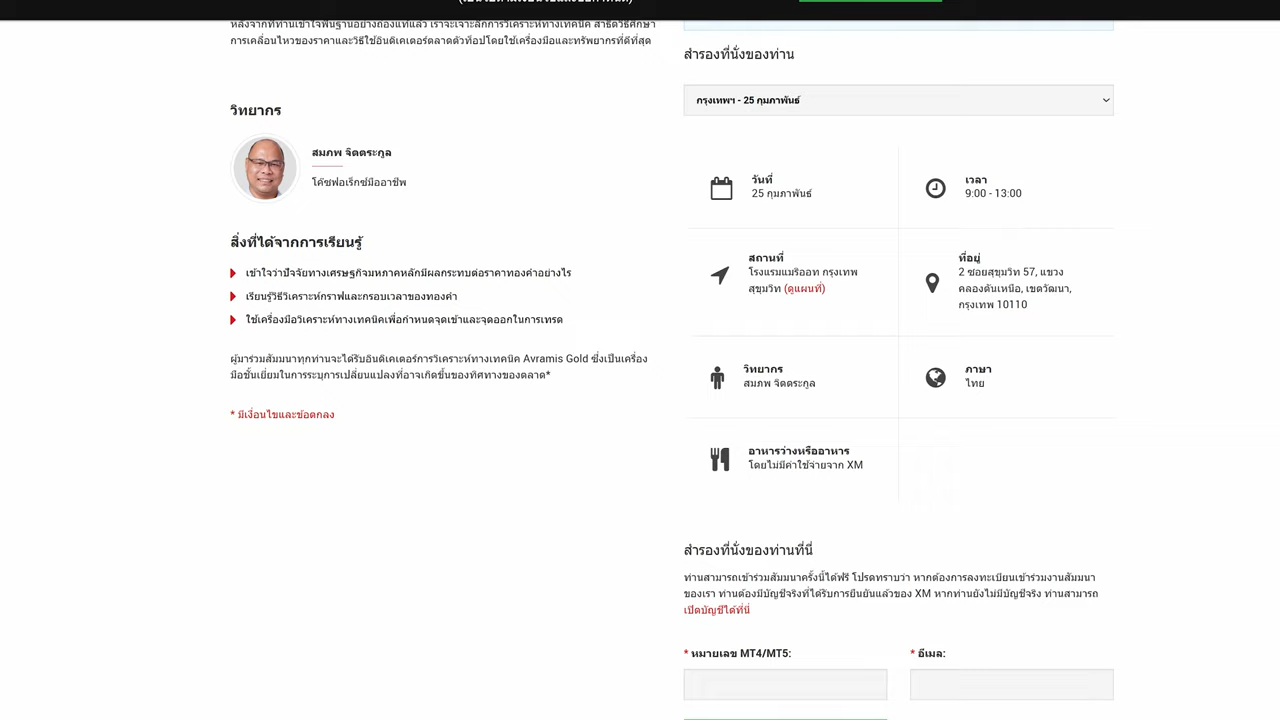 (เป็นไปตามเงื่อนไขและข้อกำหนด)
หลังจากที่ท่านเข้าใจพื้นฐานอย่างถ่องแท้แล้ว เราจะเจาะลึกการวิเคราะห์ทางเทคนิค สาธิตวิธีศึกษา
การเคลื่อนไหวของราคาและวิธีใช้อินดิเคเตอร์ตลาดตัวท็อปโดยใช้เครื่องมือและทรัพยากรที่ดีที่สุด
วิทยากร
สมภพ จิตตระกูล
โค้ชฟอเร็กซ์มืออาชีพ
สิ่งที่ได้จากการเรียนรู้
เข้าใจว่าปัจจัยทางเศรษฐกิจมหภาคหลักมีผลกระทบต่อราคาทองคำอย่างไร
เรียนรู้วิธีวิเคราะห์กราฟและกรอบเวลาของทองคำ
ใช้เครื่องมือวิเคราะห์ทางเทคนิคเพื่อกำหนดจุดเข้าและจุดออกในการเทรด
ผู้มาร่วมสัมมนาทุกท่านจะได้รับอินดิเคเตอร์การวิเคราะห์ทางเทคนิค Avramis Gold ซึ่งเป็นเครื่อง
มือชั้นเยี่ยมในการระบุการเปลี่ยนแปลงที่อาจเกิดขึ้นของทิศทางของตลาด*
* มีเงื่อนไขและข้อตกลง
สำรองที่นั่งของท่าน
กรุงเทพฯ - 25 กุมภาพันธ์
วันที่
25 กุมภาพันธ์
เวลา
9:00 - 13:00
สถานที่
โรงแรมแมริออท กรุงเทพ
สุขุมวิท (ดูแผนที่)
ที่อยู่
2 ซอยสุขุมวิท 57, แขวง
คลองตันเหนือ, เขตวัฒนา,
กรุงเทพ 10110
วิทยากร
สมภพ จิตตระกูล
ภาษา
ไทย
อาหารว่างหรืออาหาร
โดยไม่มีค่าใช้จ่ายจาก XM
สำรองที่นั่งของท่านที่นี่
ท่านสามารถเข้าร่วมสัมมนาครั้งนี้ได้ฟรี โปรดทราบว่า หากต้องการลงทะเบียนเข้าร่วมงานสัมมนา
ของเรา ท่านต้องมีบัญชีจริงที่ได้รับการยืนยันแล้วของ XM หากท่านยังไม่มีบัญชีจริง ท่านสามารถ
เปิดบัญชีได้ที่นี่
* หมายเลข MT4/MT5:
* อีเมล: